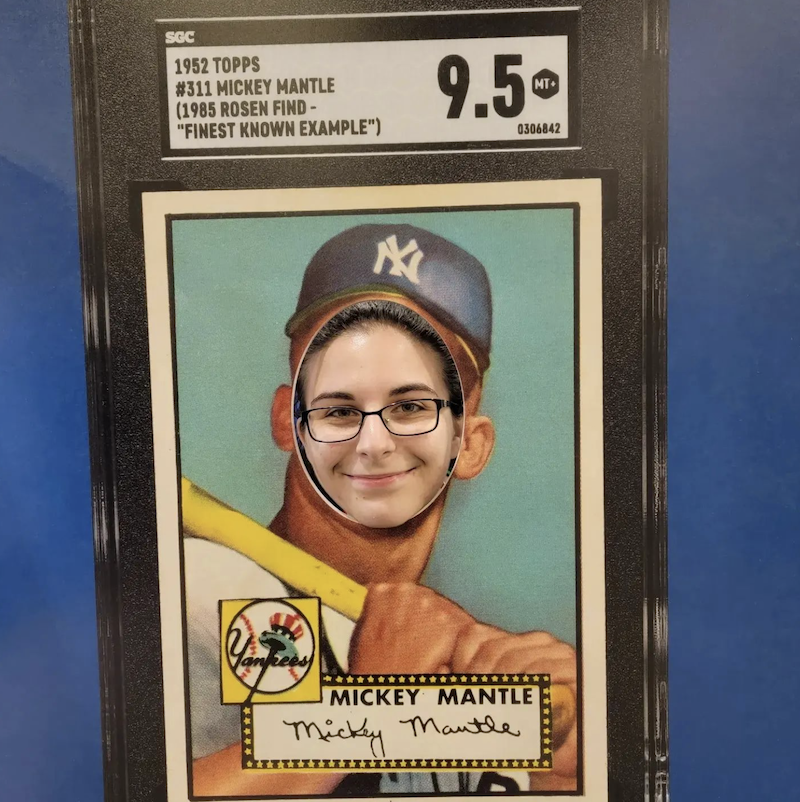 SGC
1952 TOPPS
#311 MICKEY MANTLE
(1985 ROSEN FIND -
"FINEST KNOWN EXAMPLE")
9.5 MT+
0306842
NY
Yankees
MICKEY MANTLE
Mickey Mantle